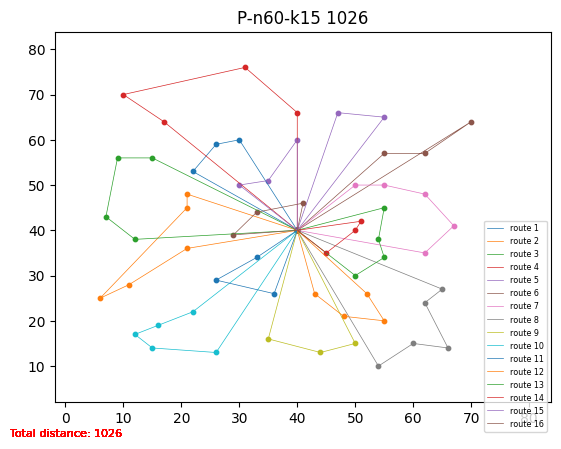 P-n60-k15 1026
80
70
60
50
40
30
20
10
0 10 20 30 40 50 60 70 80
route 1
route 2
route 3
route 4
route 5
route 6
route 7
route 8
route 9
route 10
route 11
route 12
route 13
route 14
route 15
route 16
Total distance: 1026